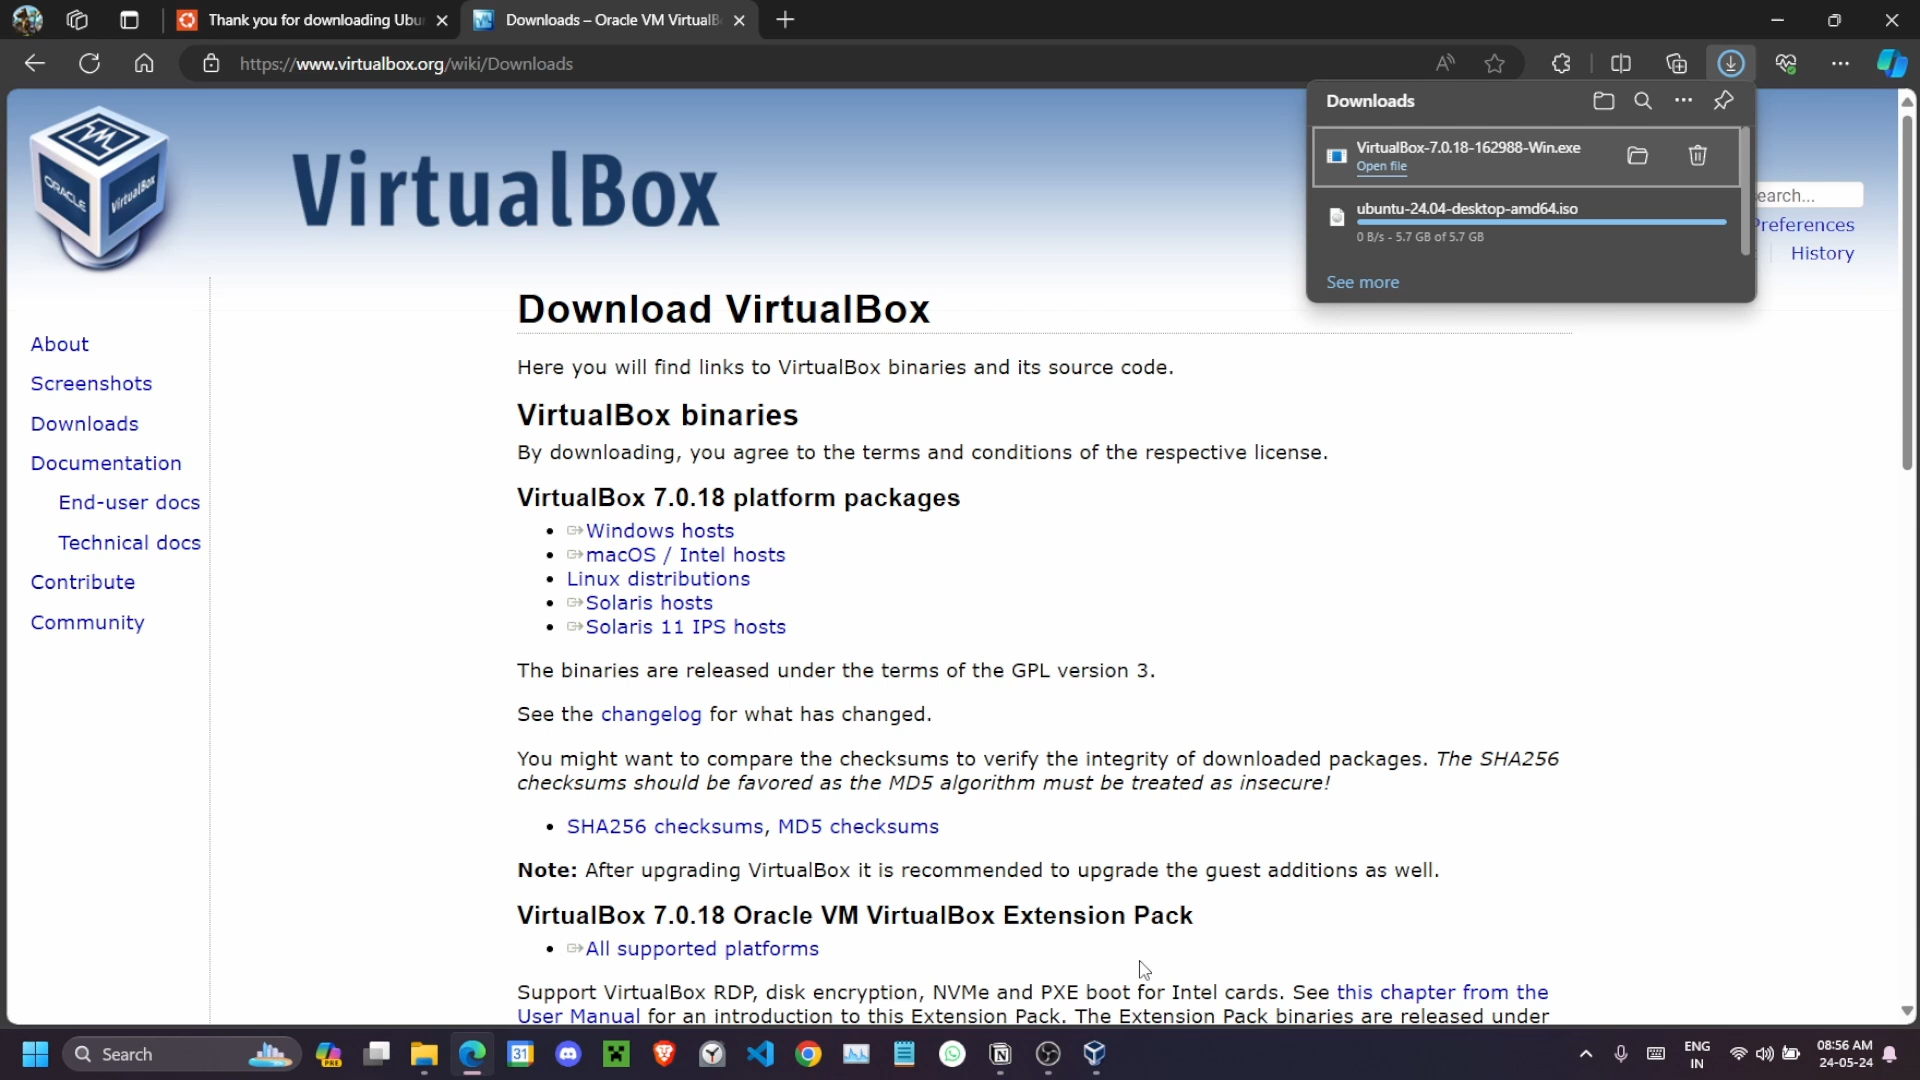 Thank you for downloading Ubu
Downloads – Oracle VM VirtualB
https://www.virtualbox.org/wiki/Downloads
Downloads
VirtualBox-7.0.18-162988-Win.exe
Open file
ubuntu-24.04-desktop-amd64.iso
0 B/s - 5.7 GB of 5.7 GB
See more
earch...
Preferences
History
ORACLE
VirtualBox
VirtualBox
About
Screenshots
Downloads
Documentation
End-user docs
Technical docs
Contribute
Community
Download VirtualBox
Here you will find links to VirtualBox binaries and its source code.
VirtualBox binaries
By downloading, you agree to the terms and conditions of the respective license.
VirtualBox 7.0.18 platform packages
• Windows hosts
• macOS / Intel hosts
• Linux distributions
• Solaris hosts
• Solaris 11 IPS hosts
The binaries are released under the terms of the GPL version 3.
See the changelog for what has changed.
You might want to compare the checksums to verify the integrity of downloaded packages. The SHA256
checksums should be favored as the MD5 algorithm must be treated as insecure!
• SHA256 checksums, MD5 checksums
Note: After upgrading VirtualBox it is recommended to upgrade the guest additions as well.
VirtualBox 7.0.18 Oracle VM VirtualBox Extension Pack
• All supported platforms
Support VirtualBox RDP, disk encryption, NVMe and PXE boot for Intel cards. See this chapter from the
User Manual for an introduction to this Extension Pack. The Extension Pack binaries are released under
Search
PRE
31
ENG
IN
08:56 AM
24-05-24